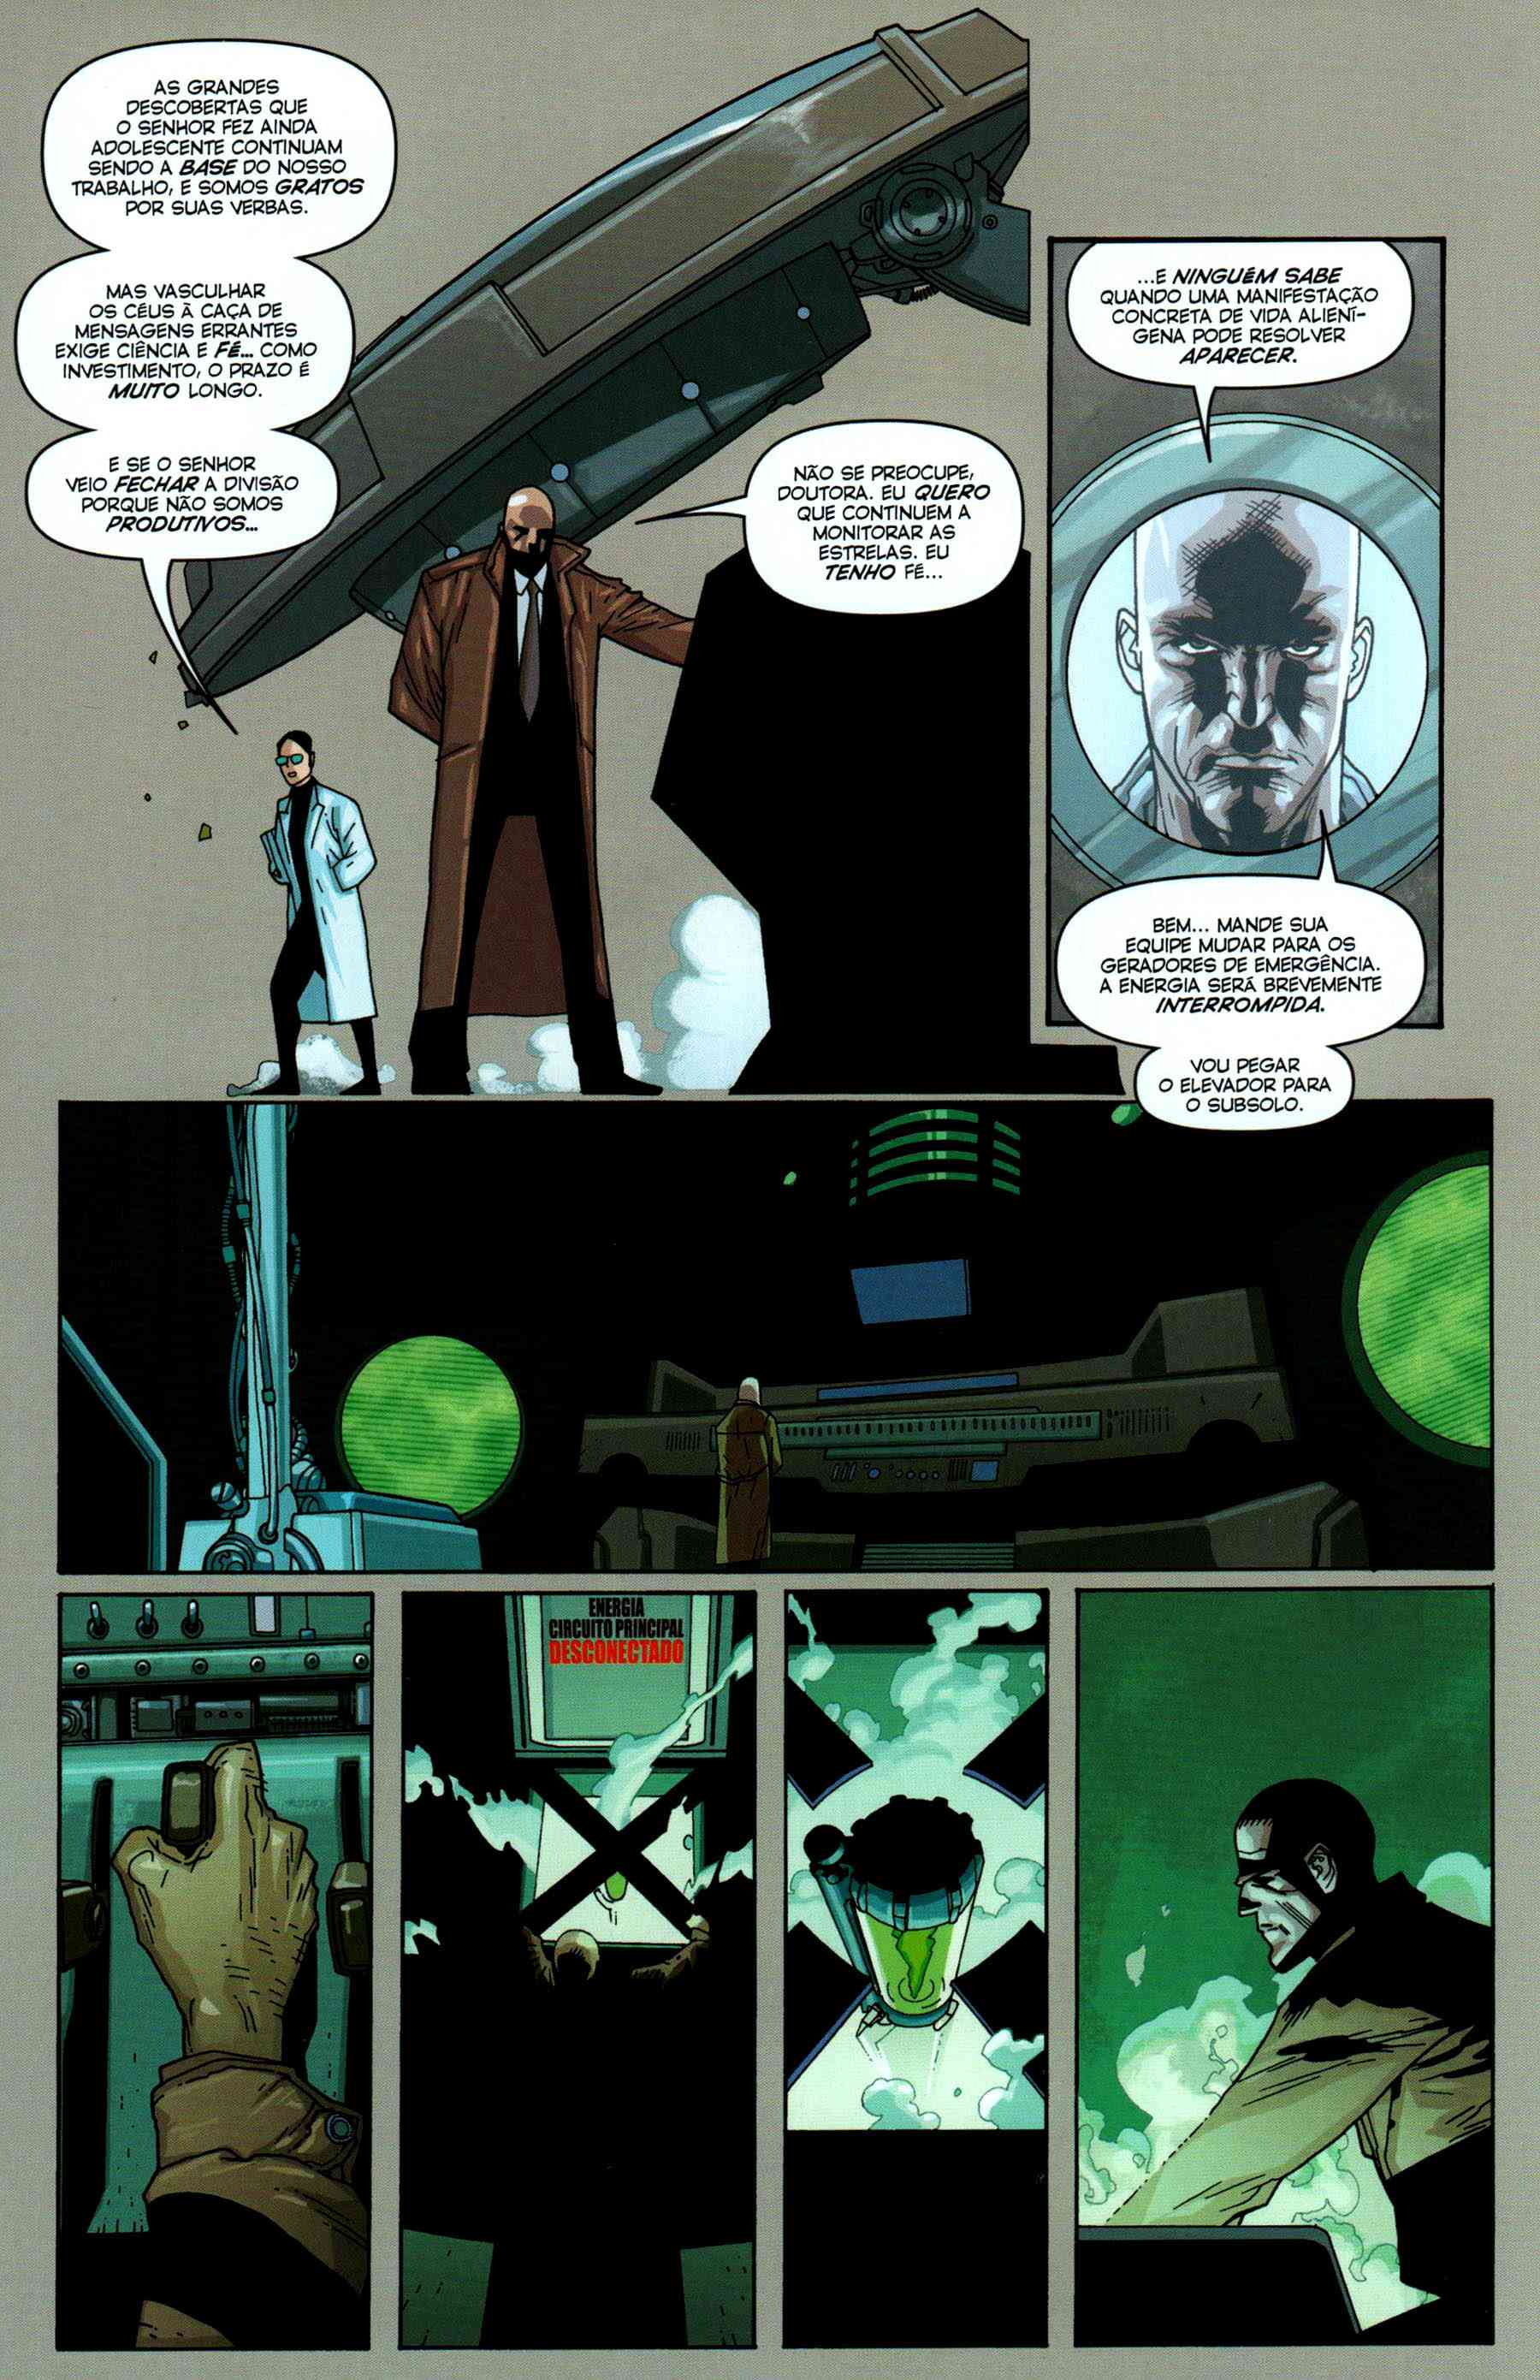 AS GRANDES
DESCOBERTAS QUE
O SENHOR FEZ AINDA
ADOLESCENTE CONTINUAM
SENDO A BASE DO NOSSO
TRABALHO, E SOMOS GRATOS
POR SUAS VERBAS.
MAS VASCULHAR
OS CÉUS À CAÇA DE
MENSAGENS ERRANTES
EXIGE CIÊNCIA E FÉ... COMO
INVESTIMENTO, O PRAZO É
MUITO LONGO.
E SE O SENHOR
VEIO FECHAR A DIVISÃO
PORQUE NÃO SOMOS
PRODUTIVOS...
NÃO SE PREOCUPE,
DOUTORA. EU QUERO
QUE CONTINUEM A
MONITORAR AS
ESTRELAS. EU
TENHO FÉ...
...E NINGUÉM SABE
QUANDO UMA MANIFESTAÇÃO
CONCRETA DE VIDA ALIENÍ-
GENA PODE RESOLVER
APARECER.
BEM... MANDE SUA
EQUIPE MUDAR PARA OS
GERADORES DE EMERGÊNCIA.
A ENERGIA SERÁ BREVEMENTE
INTERROMPIDA.
VOU PEGAR
O ELEVADOR PARA
O SUBSOLO.
ENERGIA
CIRCUITO PRINCIPAL
DESCONECTADO